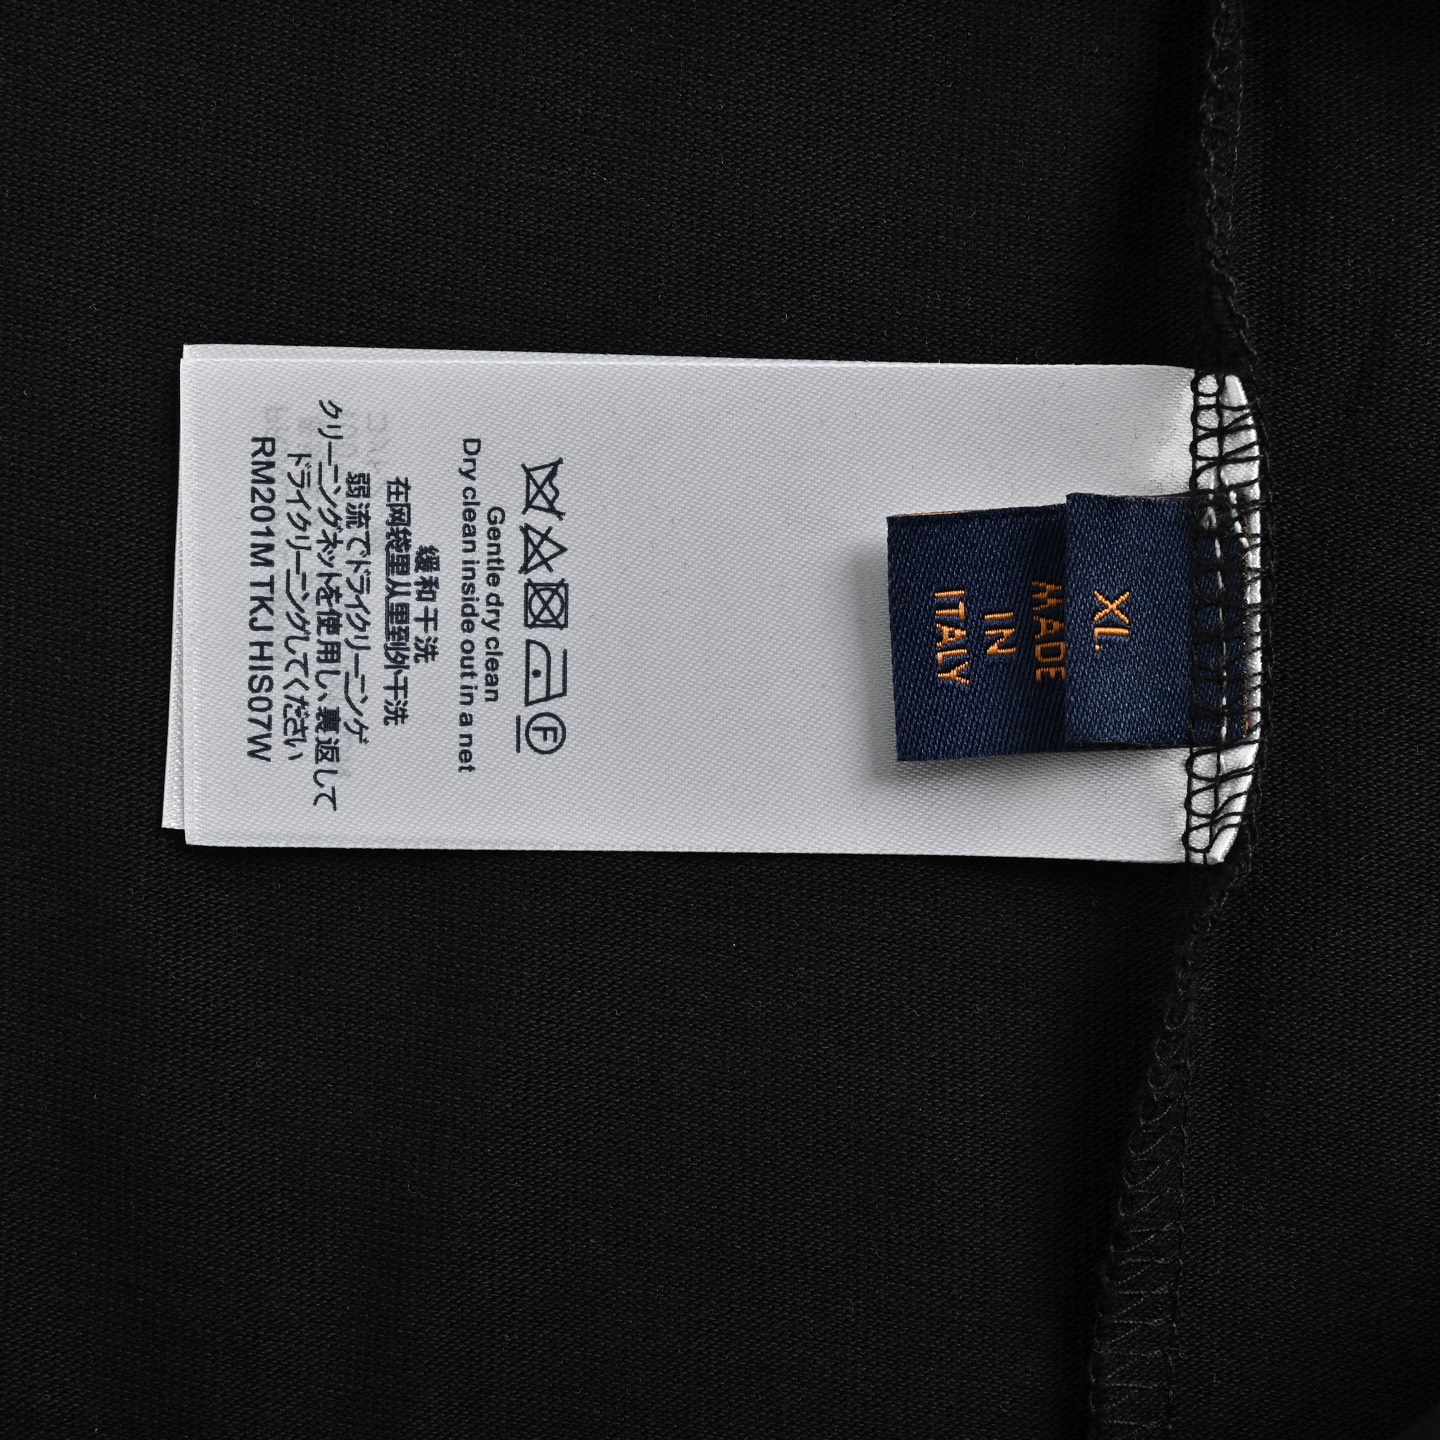 XL.
MADE
IN
ITALY
F
Gentle dry clean
Dry clean inside out in a net
缓和干洗
在网袋里从里到外干洗
弱流でドライクリーニング
クリーニングネットを使用し、裏返して
ドライクリーニングしてください
RM201M TKJ HIS07W